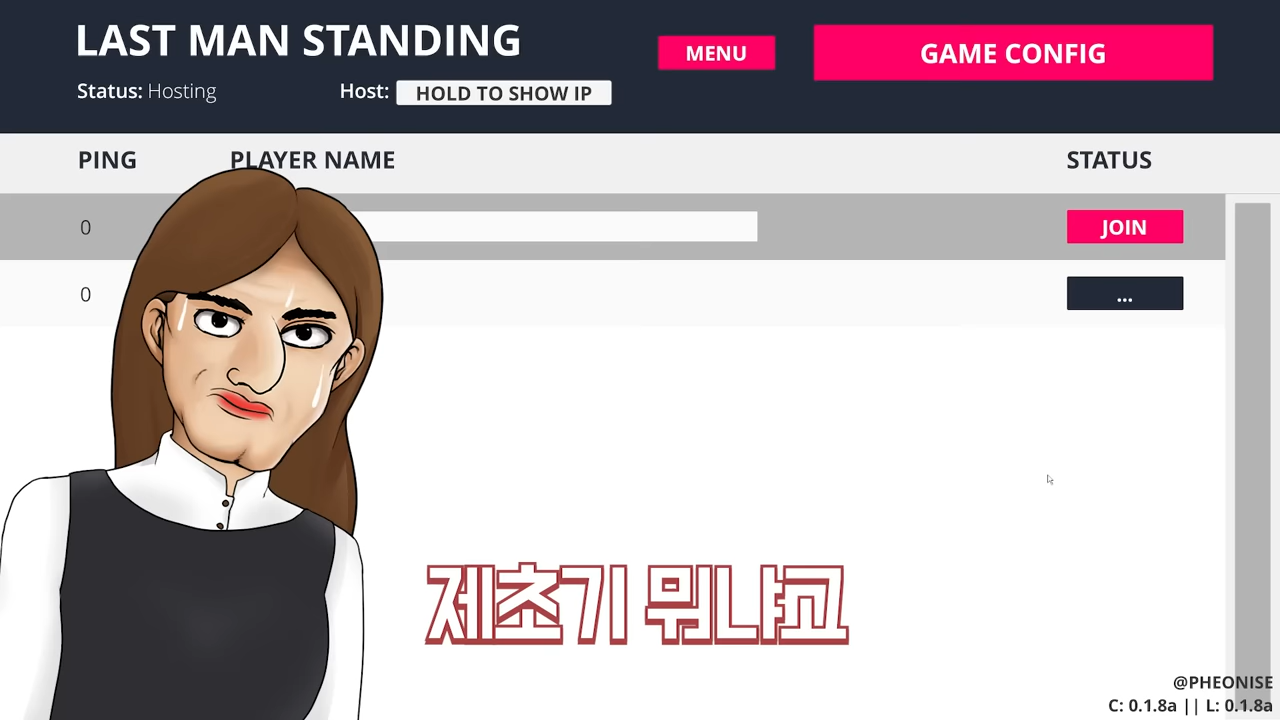 LAST MAN STANDING
MENU
GAME CONFIG
Status: Hosting
Host: HOLD TO SHOW IP
PING PLAYER NAME STATUS
0 JOIN
0 ...
제초기 뭐냐고
@PHEONISE
C: 0.1.8a || L: 0.1.8a